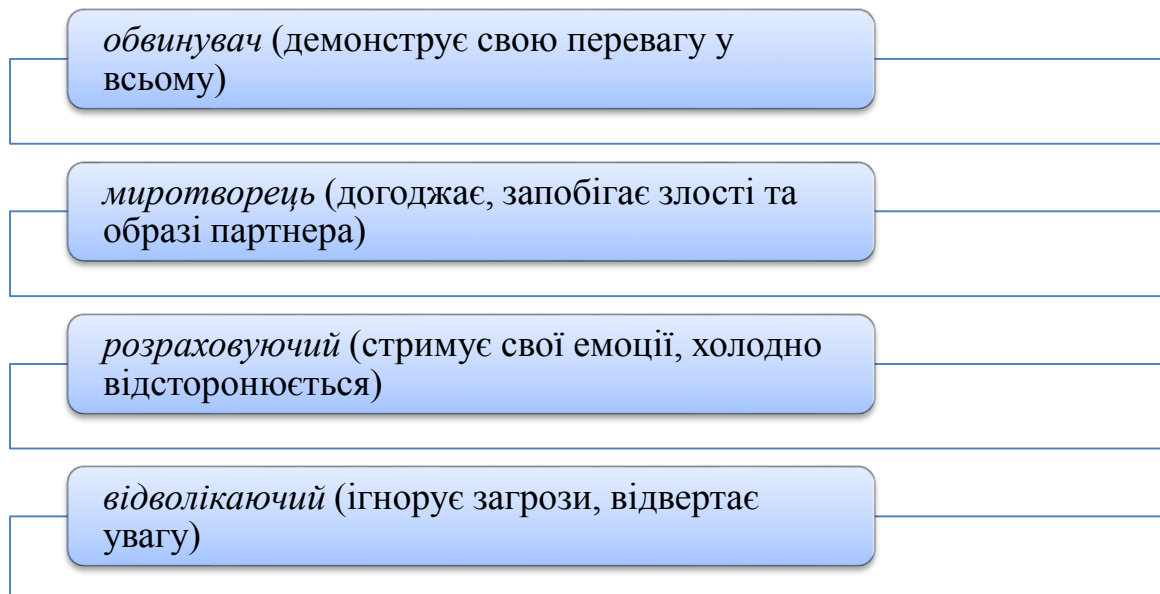 обвинувач (демонструє свою перевагу у
всьому)
миротворець (догоджає, запобігає злості та
образі партнера)
розраховуючий (стримує свої емоції, холодно
відсторонюється)
відволікаючий (ігнорує загрози, відвертає
увагу)